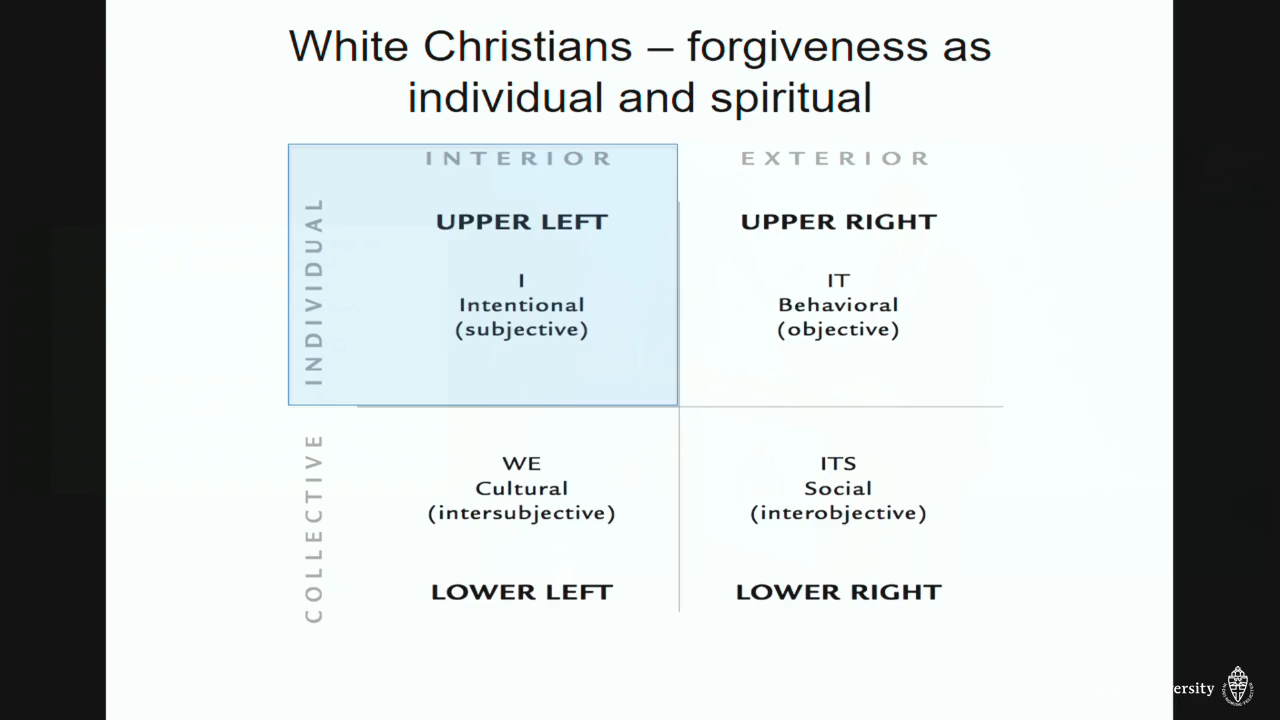 White Christians – forgiveness as
individual and spiritual
INTERIOR
EXTERIOR
INDIVIDUAL
UPPER LEFT
I
Intentional
(subjective)
UPPER RIGHT
IT
Behavioral
(objective)
COLLECTIVE
WE
Cultural
(intersubjective)
LOWER LEFT
ITS
Social
(interobjective)
LOWER RIGHT